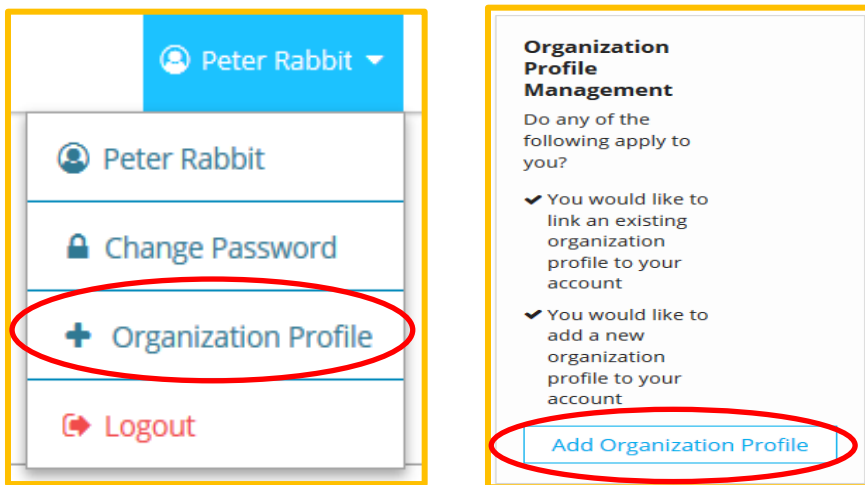 Peter Rabbit
Peter Rabbit
Change Password
Organization Profile
Logout
Organization
Profile
Management
Do any of the
following apply to
you?
You would like to
link an existing
organization
profile to your
account
You would like to
add a new
organization
profile to your
account
Add Organization Profile